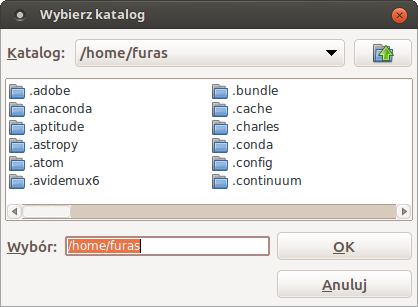 Wybierz katalog
Katalog: /home/furas
.adobe .bundle
.anaconda .cache
.aptitude .charles
.astropy .conda
.atom .config
.avidemux6 .continuum
Wybór: /home/furas OK
Anuluj